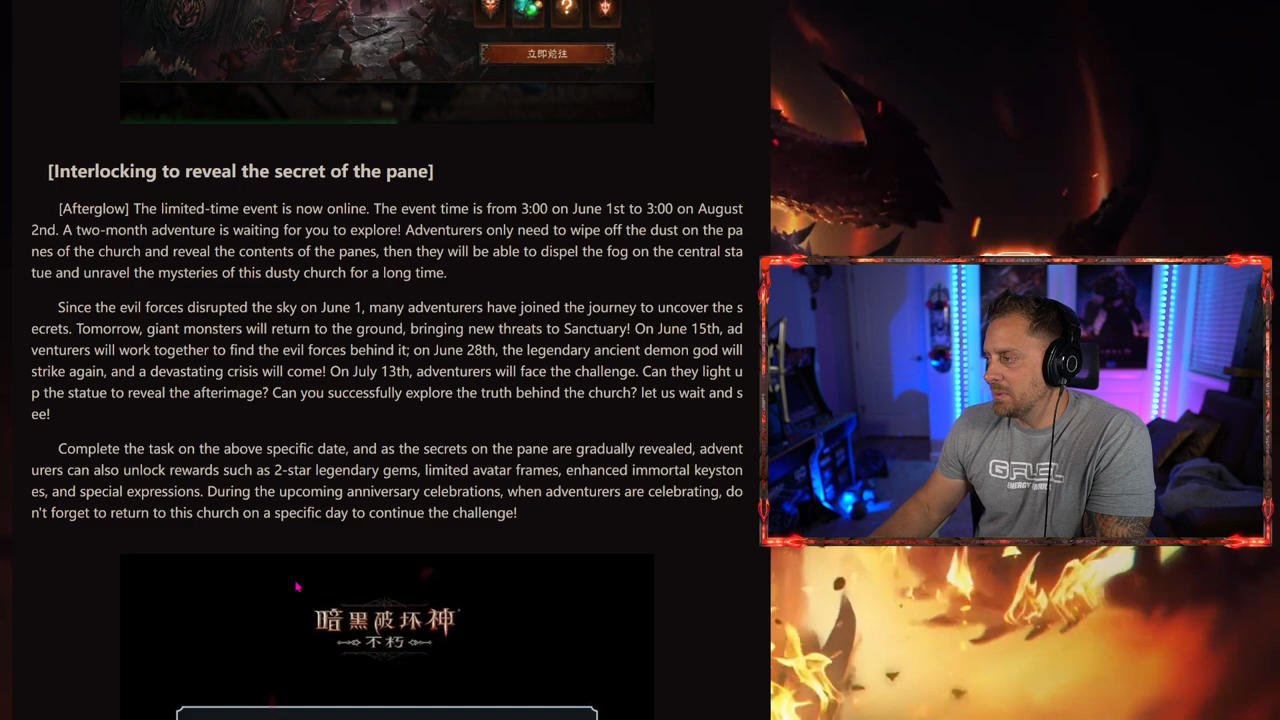 立即前往
[Interlocking to reveal the secret of the pane]
[Afterglow] The limited-time event is now online. The event time is from 3:00 on June 1st to 3:00 on August
2nd. A two-month adventure is waiting for you to explore! Adventurers only need to wipe off the dust on the pa
nes of the church and reveal the contents of the panes, then they will be able to dispel the fog on the central sta
tue and unravel the mysteries of this dusty church for a long time.
Since the evil forces disrupted the sky on June 1, many adventurers have joined the journey to uncover the s
ecrets. Tomorrow, giant monsters will return to the ground, bringing new threats to Sanctuary! On June 15th, ad
venturers will work together to find the evil forces behind it; on June 28th, the legendary ancient demon god will
strike again, and a devastating crisis will come! On July 13th, adventurers will face the challenge. Can they light u
p the statue to reveal the afterimage? Can you successfully explore the truth behind the church? let us wait and s
ee!
Complete the task on the above specific date, and as the secrets on the pane are gradually revealed, advent
urers can also unlock rewards such as 2-star legendary gems, limited avatar frames, enhanced immortal keyston
es, and special expressions. During the upcoming anniversary celebrations, when adventurers are celebrating, do
n't forget to return to this church on a specific day to continue the challenge!
暗黑破坏神
不朽
G FUEL
ENERGY